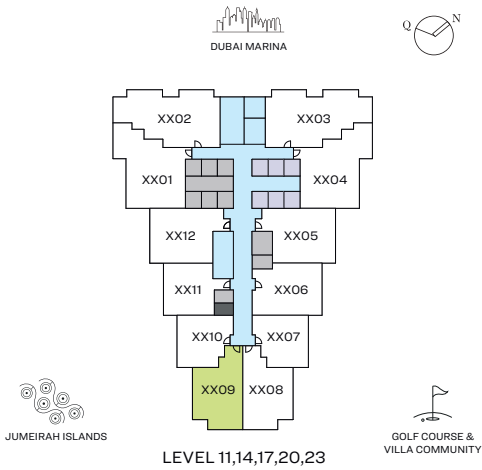 DUBAI MARINA
Q N
XX02 XX03
XX01 XX04
XX12 XX05
XX11 XX06
XX10 XX07
XX09 XX08
JUMEIRAH ISLANDS
GOLF COURSE &
VILLA COMMUNITY
LEVEL 11,14,17,20,23